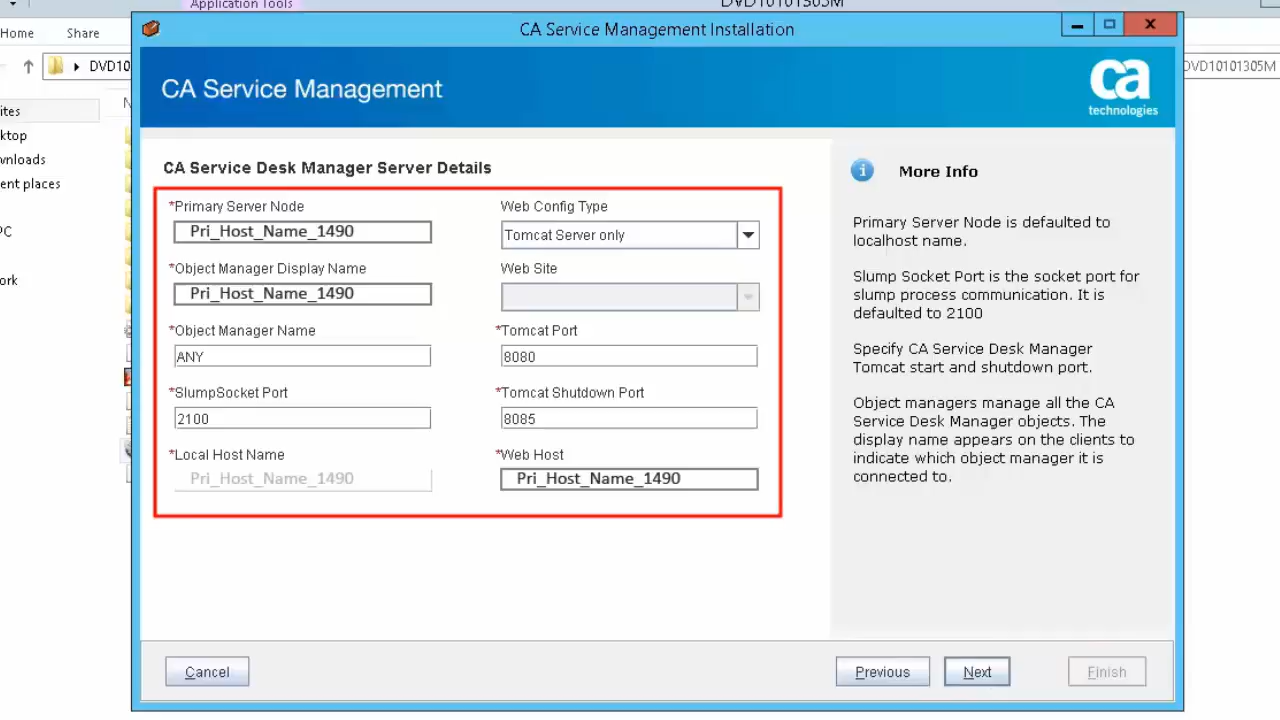 Application Tools
DVD10101305M
Home
Share
DVD10
DVD10101305M
ites
ktop
wnloads
ent places
PC
ork
CA Service Management Installation
CA Service Management
ca
technologies
CA Service Desk Manager Server Details
*Primary Server Node
Pri_Host_Name_1490
*Object Manager Display Name
Pri_Host_Name_1490
*Object Manager Name
ANY
*SlumpSocket Port
2100
*Local Host Name
Pri_Host_Name_1490
Web Config Type
Tomcat Server only
Web Site
*Tomcat Port
8080
*Tomcat Shutdown Port
8085
*Web Host
Pri_Host_Name_1490
More Info
Primary Server Node is defaulted to
localhost name.
Slump Socket Port is the socket port for
slump process communication. It is
defaulted to 2100
Specify CA Service Desk Manager
Tomcat start and shutdown port.
Object managers manage all the CA
Service Desk Manager objects. The
display name appears on the clients to
indicate which object manager it is
connected to.
Cancel
Previous
Next
Finish